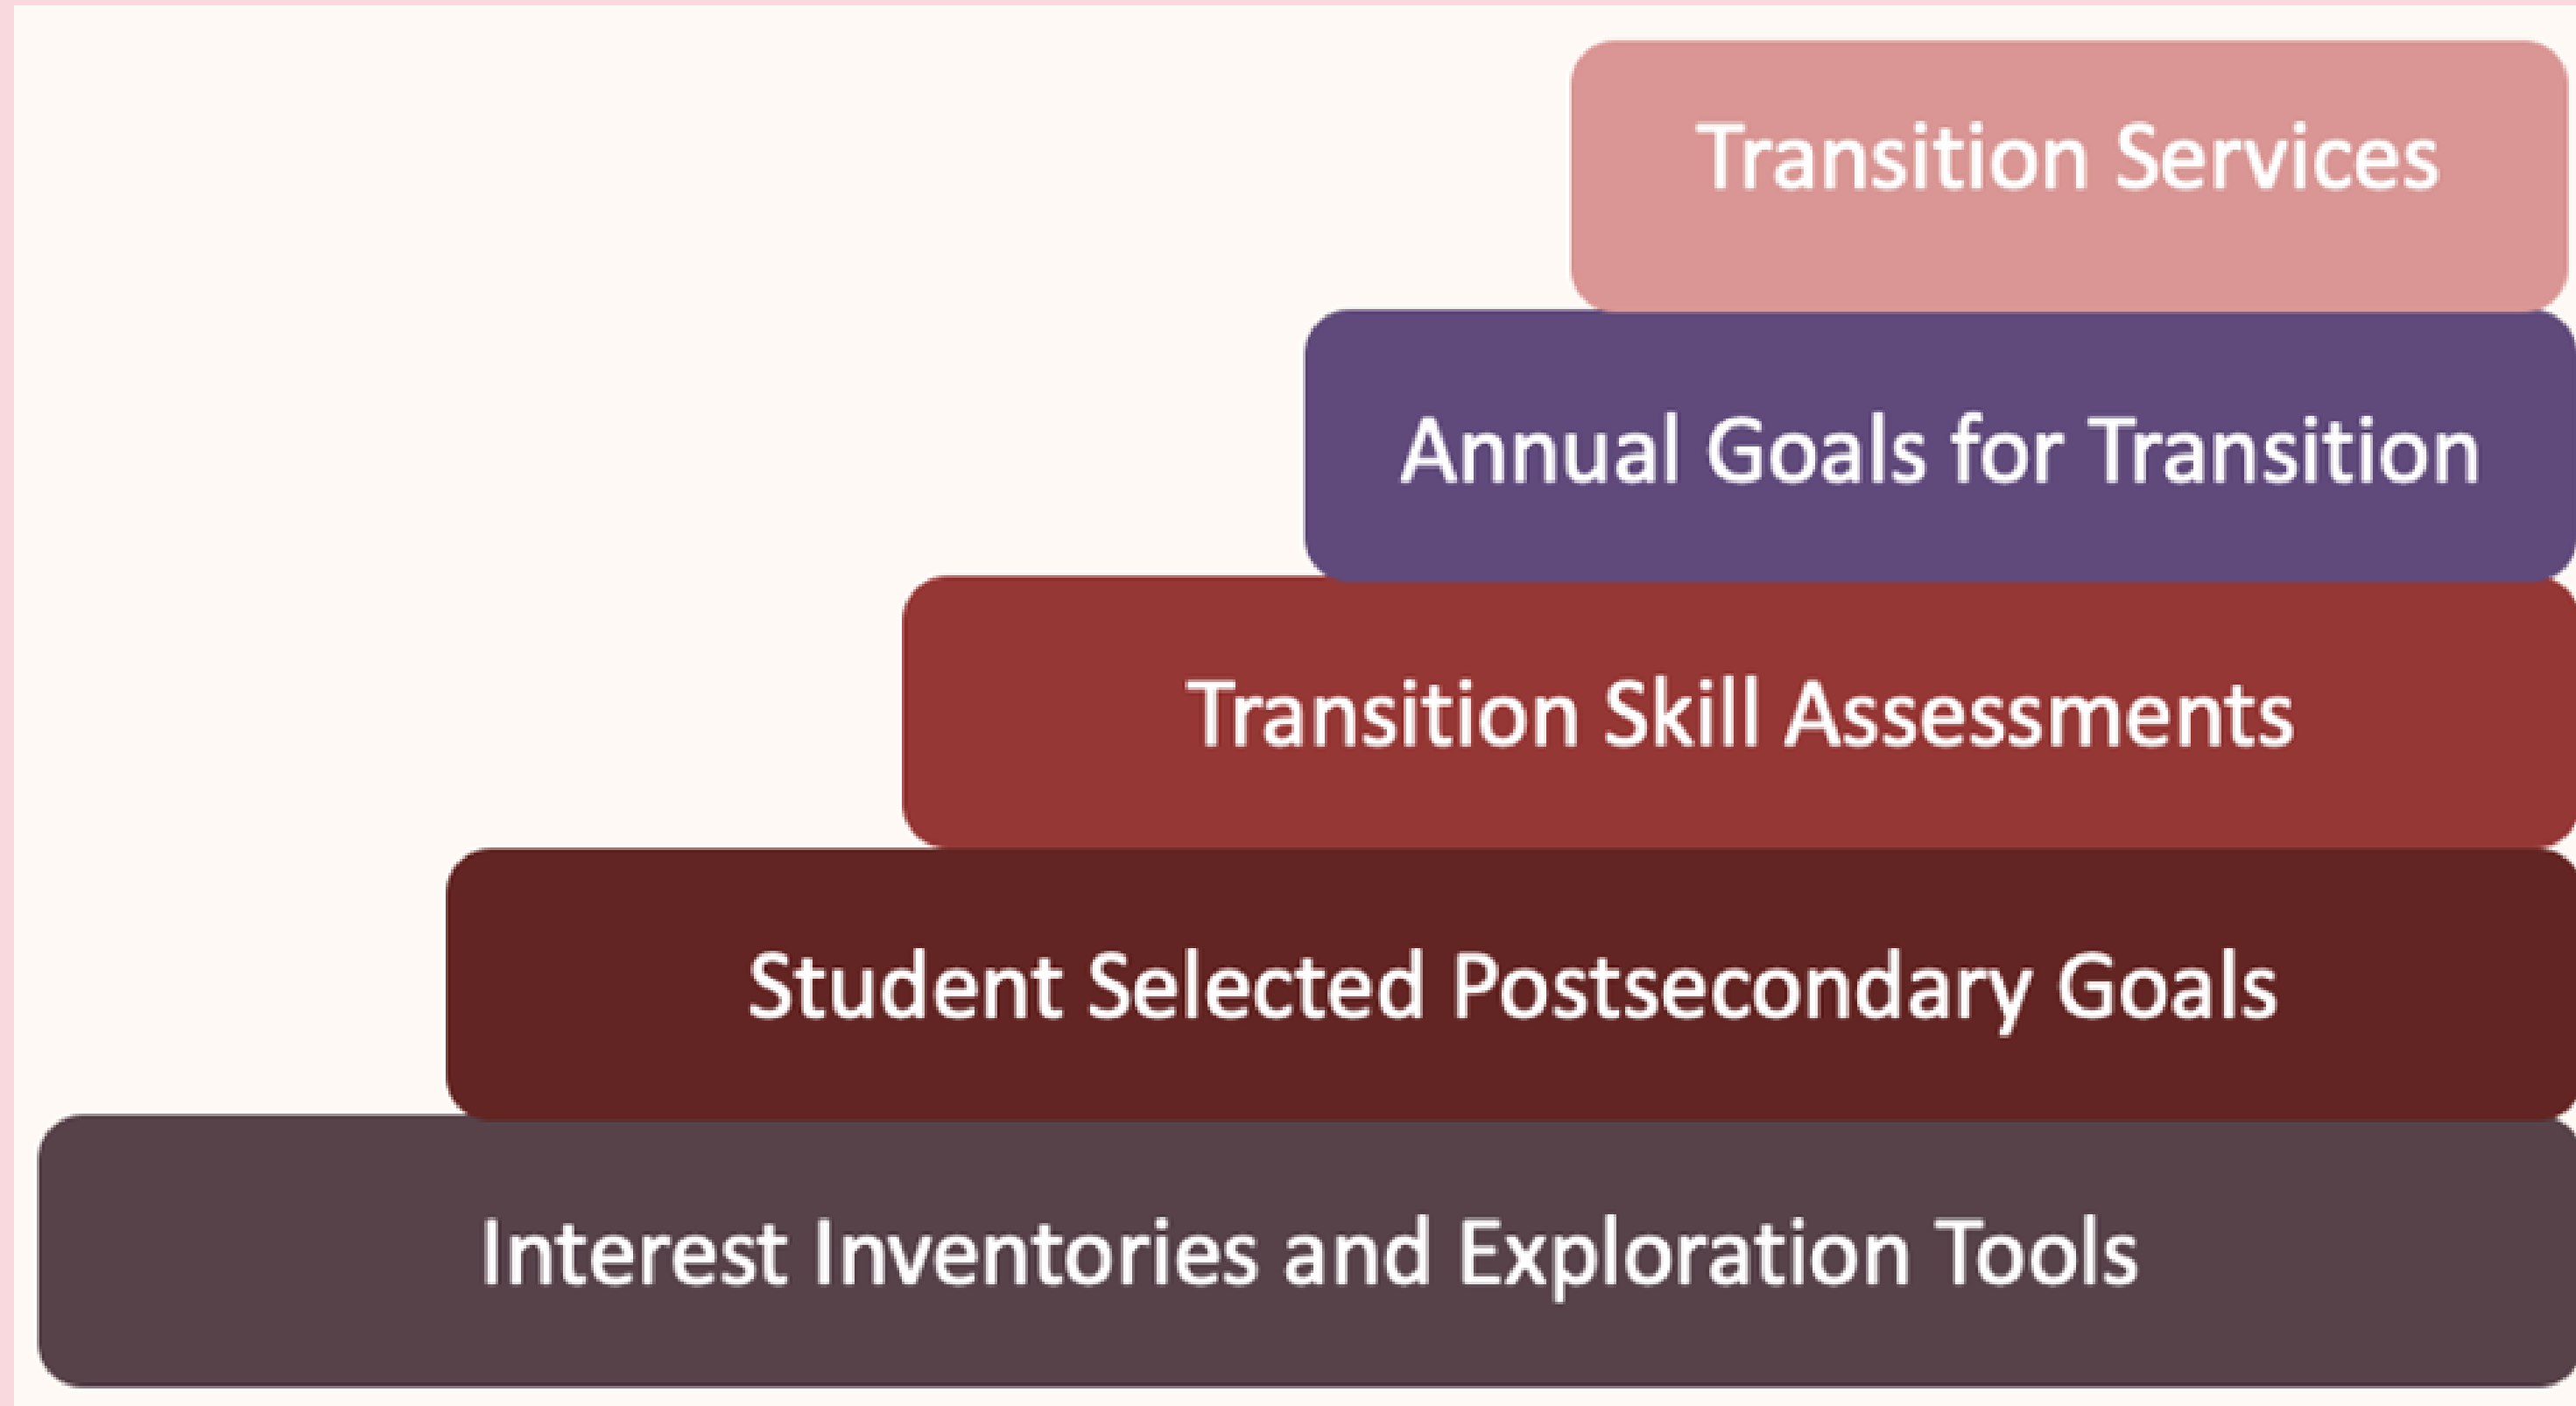 Transition Services
Annual Goals for Transition
Transition Skill Assessments
Student Selected Postsecondary Goals
Interest Inventories and Exploration Tools